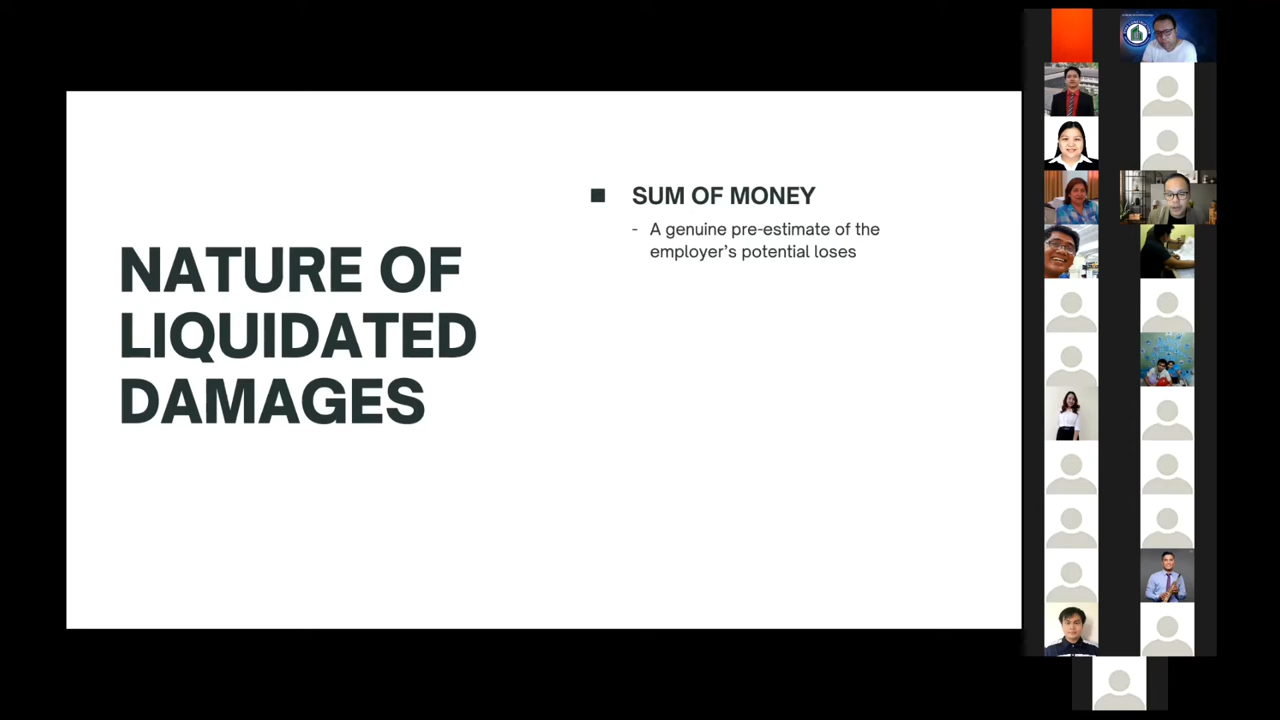 NATURE OF
LIQUIDATED
DAMAGES
■ SUM OF MONEY
- A genuine pre-estimate of the
employer's potential loses